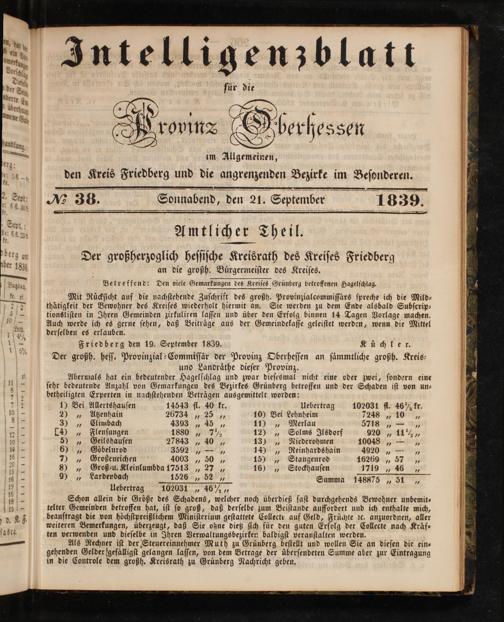 Intelligenzblatt
für die
Provinz Oberhessen
im Allgemeinen,
den Kreis Friedberg und die angrenzenden Bezirke im Besonderen.
№ 38. Sonnabend, den 21. September 1839.
Amtlicher Theil.
Der großherzoglich hessische Kreisrath des Kreises Friedberg
an die großh. Bürgermeister des Kreises.
Betreffend: Den viele Gemarkungen des Kreises Grünberg betroffenen Hagelschlag.
Mit Rücksicht auf die nachstehende Zuschrift des großh. Provinzialcommissärs spreche ich die Mild-
thätigkeit der Bewohner des Kreises wiederholt hiermit an. Sie werden zu dem Ende alsbald Subscrip-
tionslisten in Ihren Gemeinden zirkuliren lassen und über den Erfolg binnen 14 Tagen Vorlage machen.
Auch werde ich es gerne sehen, daß Beiträge aus der Gemeindekasse geleistet werden, wenn die Mittel
derselben es erlauben.
Friedberg den 19. September 1839. Küchler.
Der großh. hess. Provinzial-Commissär der Provinz Oberhessen an sämmtliche großh. Kreis-
und Landräthe dieser Provinz.
Abermals hat ein bedeutender Hagelschlag und zwar diesmal nicht eine oder zwei, sondern eine
sehr bedeutende Anzahl von Gemarkungen des Bezirkes Grünberg betroffen und der Schaden ist von un-
betheiligten Experten in nachstehenden Beträgen ausgemittelt worden:
1) Bei Allertshausen 14543 fl. 40 kr.
2) „ Atzenhain 26734 „ 25 „
3) „ Climbach 4393 „ 45 „
[4) „ Flensungen 1830 „ 7½
5) „ Geilshausen 27843 „ 40 „
6) „ Göbelnrod 3592 „ — „
7) „ Großeneichen 4003 „ 50 „
8) „ Groß-u. Kleinlumbda 17513 „ 27 „
9) „ Lardenbach 1526 „ 52 „
Uebertrag 102031 „ 46½ „
Uebertrag 102031 fl. 46½ kr.
10) Bei Lehnheim 7248 „ 10 „
11) „ Merlau 5718 „ — „
12) „ Solms Ilsdorf 920 „ 11½ „
13) „ Niederohmen 10048 „ — „
14) „ Reinhardshain 4920 „ — „
15) „ Stangenrod 16269 „ 57 „
16) „ Stockhausen 1719 „ 46 „
Summa 148875 „ 51 „
Schon allein die Größe des Schadens, welcher noch überdieß fast durchgehends Bewohner unbemit-
telter Gemeinden betroffen hat, ist so groß, daß derselbe zum Beistande auffordert und ich enthalte mich,
beauftragt die von höchstpreißlichem Ministerium gestattete Collecte auf Geld, Früchte ꝛc. anzuordnen, aller
weiteren Bemerkungen, überzeugt, daß Sie ohne dieß sich für den guten Erfolg der Collecte nach Kräf-
ten verwenden und dieselbe in Ihren Verwaltungsbezirken baldigst veranstalten werden.
Als Rechner ist der Steuereinnehmer Muth zu Grünberg bestellt und wollen Sie an diesen die ein-
gehenden Gelder gefälligst gelangen lassen, von dem Betrage der übersendeten Summe aber zur Eintragung
in die Controle dem großh. Kreisrath zu Grünberg Nachricht geben.